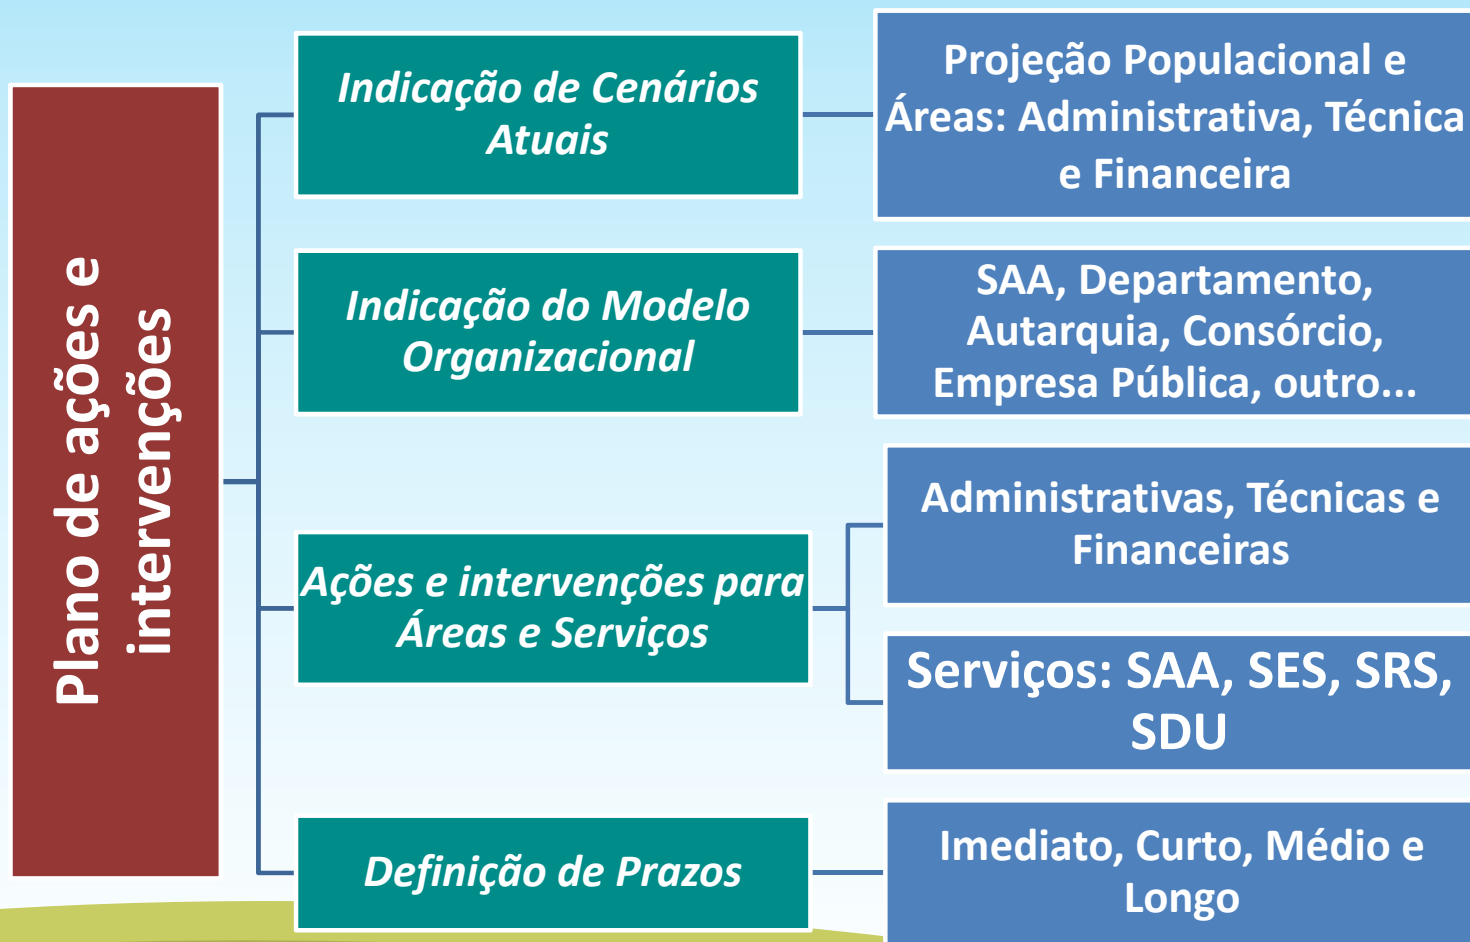 Plano de ações e
intervenções
Indicação de Cenários
Atuais
Projeção Populacional e
Áreas: Administrativa, Técnica
e Financeira
Indicação do Modelo
Organizacional
SAA, Departamento,
Autarquia, Consórcio,
Empresa Pública, outro...
Ações e intervenções para
Áreas e Serviços
Administrativas, Técnicas e
Financeiras
Serviços: SAA, SES, SRS,
SDU
Definição de Prazos
Imediato, Curto, Médio e
Longo